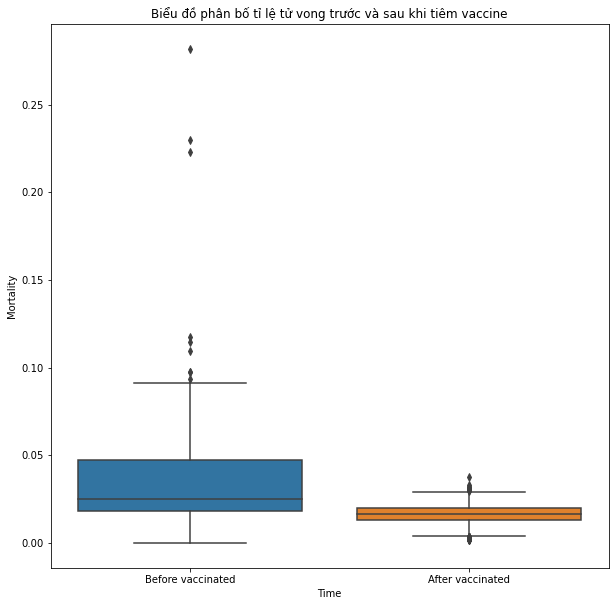 Biểu đồ phân bố tỉ lệ tử vong trước và sau khi tiêm vaccine
0.25
0.20
0.15
0.10
0.05
0.00
Mortality
Before vaccinated
After vaccinated
Time